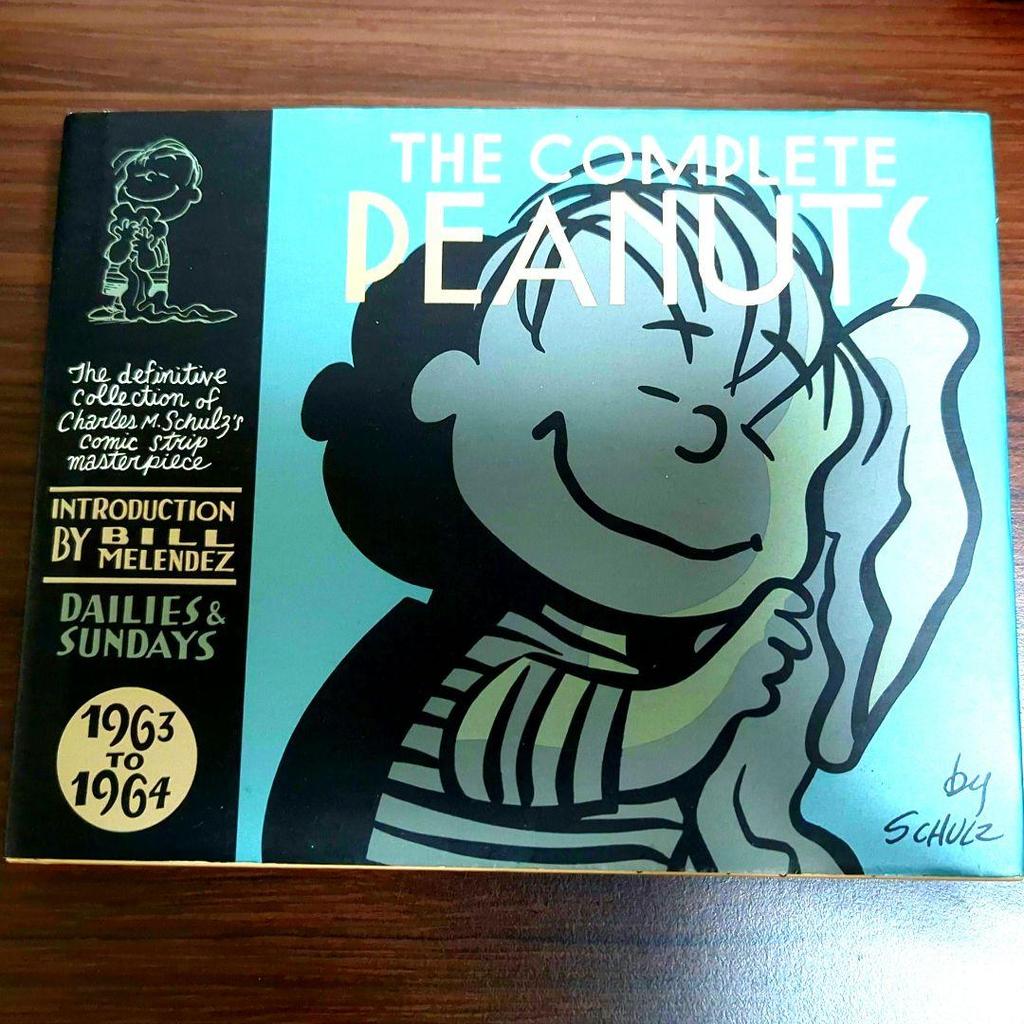 THE COMPLETE
PEANUTS
The definitive
collection of
Charles M. Schulz's
comic strip
masterpiece
INTRODUCTION
BY BILL
MELENDEZ
DAILIES &
SUNDAYS
1963
TO
1964
by
SCHULZ